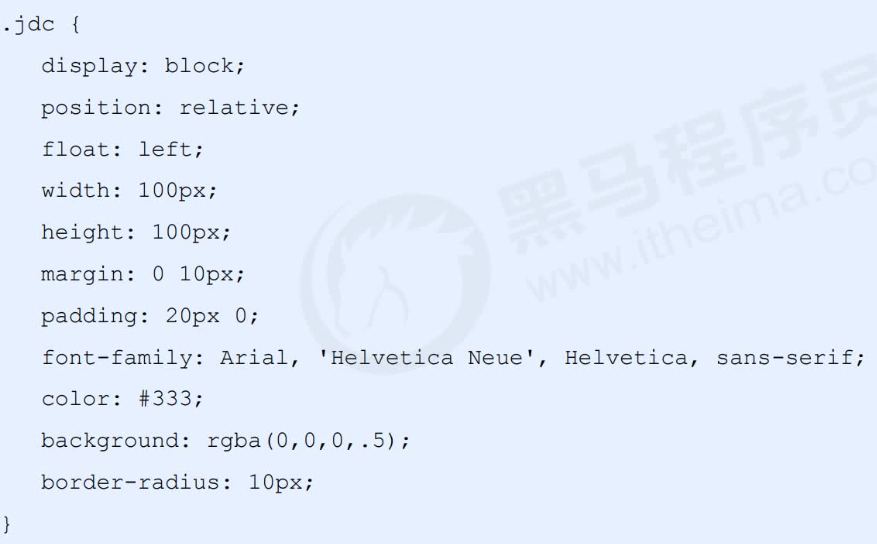 .jdc {
display: block;
position: relative;
float: left;
width: 100px;
height: 100px;
margin: 0 10px;
padding: 20px 0;
font-family: Arial, 'Helvetica Neue', Helvetica, sans-serif;
color: #333;
background: rgba(0,0,0,.5);
border-radius: 10px;
}
黑马程序员
www.itheima.co